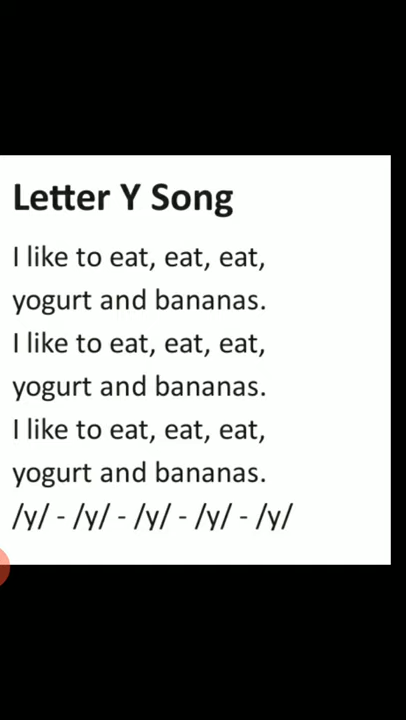 Letter Y Song
I like to eat, eat, eat,
yogurt and bananas.
I like to eat, eat, eat,
yogurt and bananas.
I like to eat, eat, eat,
yogurt and bananas.
/y/ - /y/ - /y/ - /y/ - /y/